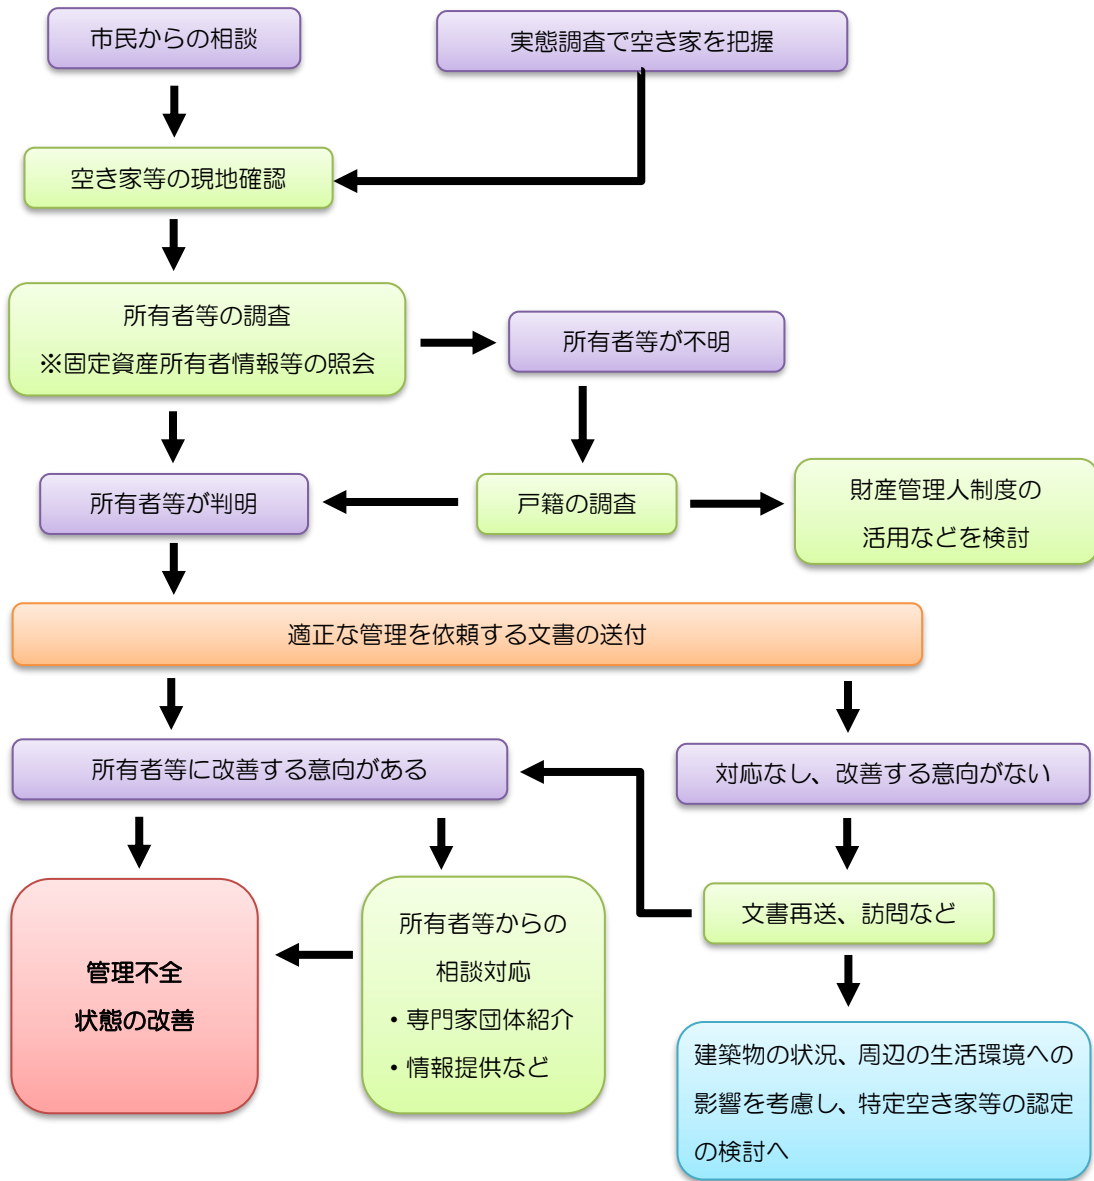 市民からの相談
実態調査で空き家を把握
空き家等の現地確認
所有者等の調査
※固定資産所有者情報等の照会
所有者等が不明
所有者等が判明
戸籍の調査
財産管理人制度の
活用などを検討
適正な管理を依頼する文書の送付
所有者等に改善する意向がある
対応なし、改善する意向がない
管理不全
状態の改善
所有者等からの
相談対応
・専門家団体紹介
・情報提供など
文書再送、訪問など
建築物の状況、周辺の生活環境への
影響を考慮し、特定空き家等の認定
の検討へ